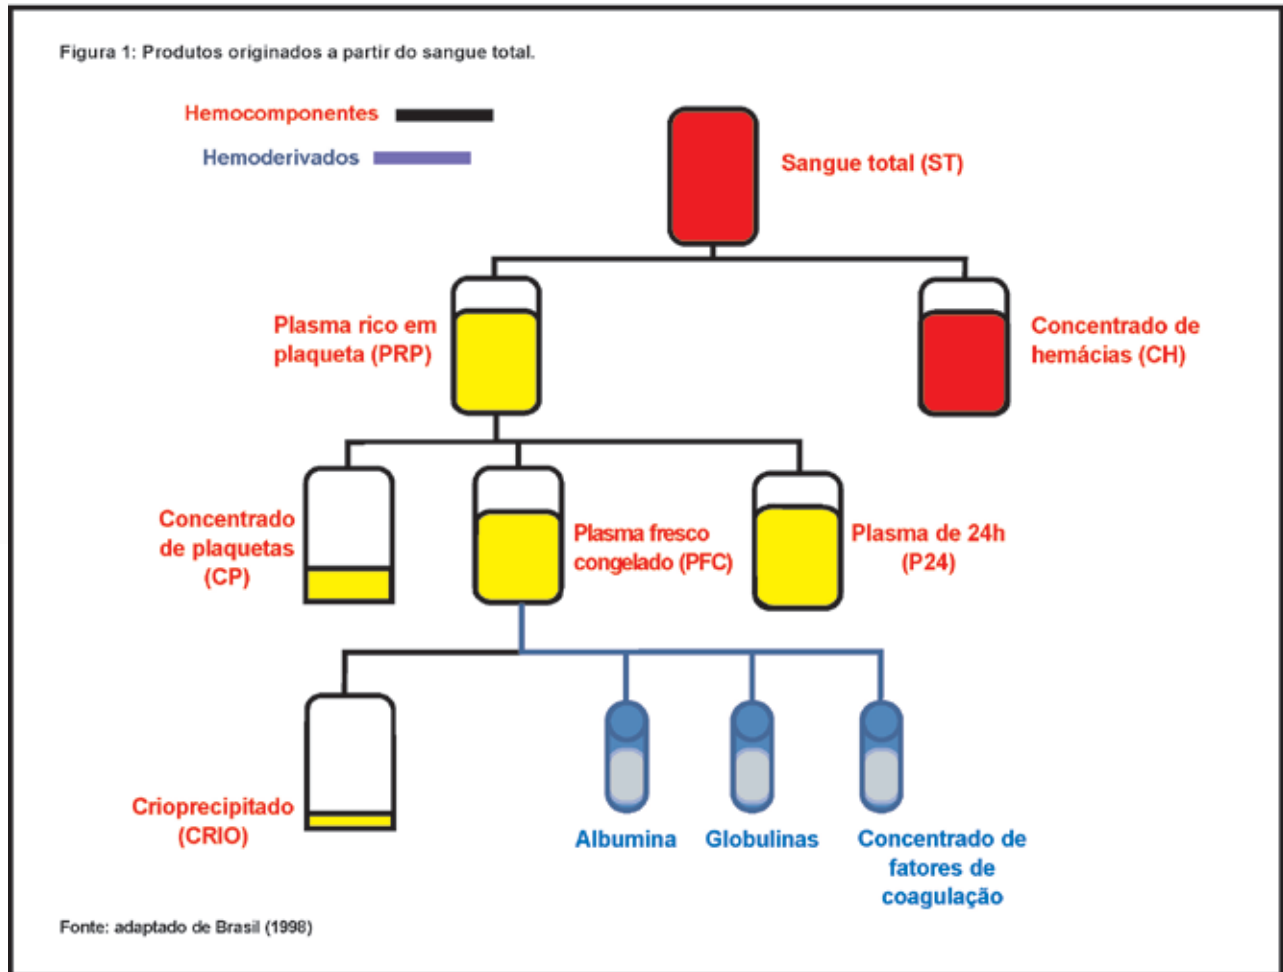 Figura 1: Produtos originados a partir do sangue total.
Hemocomponentes
Hemoderivados
Sangue total (ST)
Plasma rico em
plaqueta (PRP)
Concentrado de
hemácias (CH)
Concentrado
de plaquetas
(CP)
Plasma fresco
congelado (PFC)
Plasma de 24h
(P24)
Crioprecipitado
(CRIO)
Albumina
Globulinas
Concentrado de
fatores de
coagulação
Fonte: adaptado de Brasil (1998)